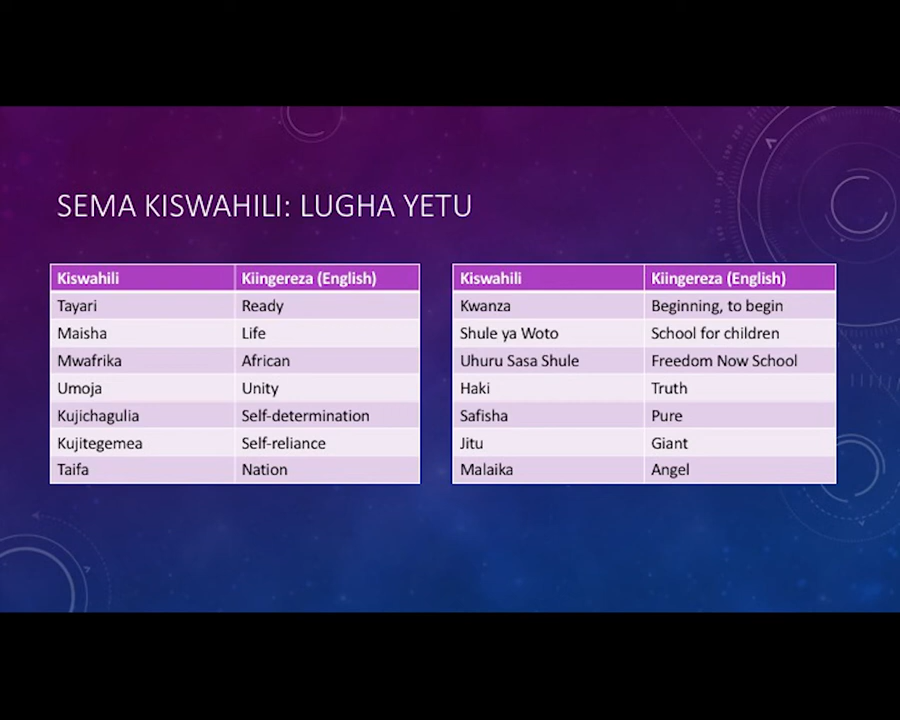 SEMA KISWAHILI: LUGHA YETU
Kiswahili Kiingereza (English)
Tayari Ready
Maisha Life
Mwafrika African
Umoja Unity
Kujichagulia Self-determination
Kujitegemea Self-reliance
Taifa Nation
Kiswahili Kiingereza (English)
Kwanza Beginning, to begin
Shule ya Woto School for children
Uhuru Sasa Shule Freedom Now School
Haki Truth
Safisha Pure
Jitu Giant
Malaika Angel